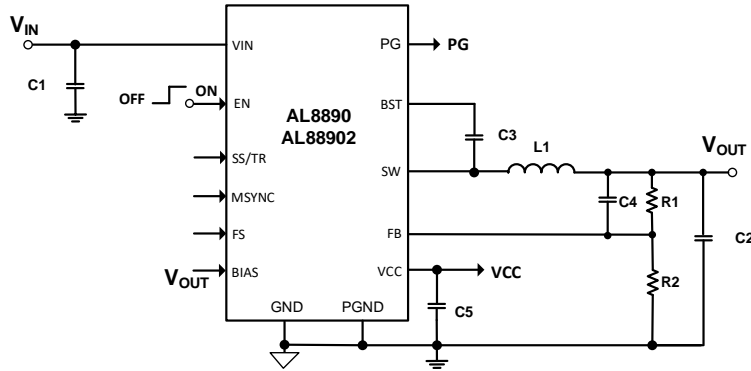 VIN
VIN
PG
PG
C1
OFF
ON
EN
BST
AL8890
AL88902
C3
L1
VOUT
SS/TR
SW
MSYNC
C4
R1
FS
FB
C2
VOUT
BIAS
VCC
VCC
R2
GND
PGND
C5